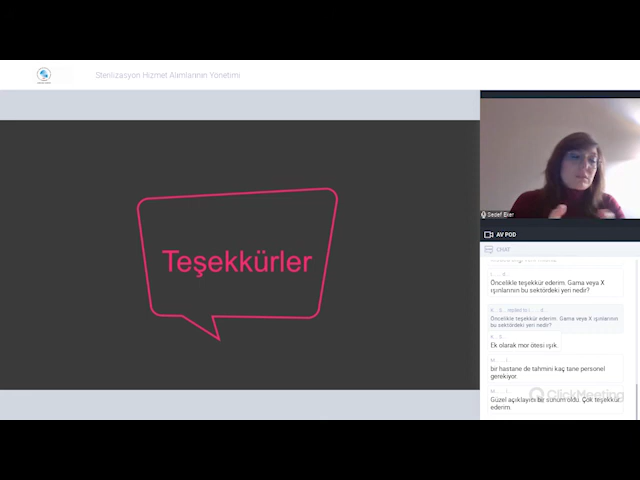 Sterilizasyon Hizmet Alımlarının Yönetimi
Teşekkürler
Sedef Eker
AV POD
CHAT
Öncelikle teşekkür ederim. Gama veya X
ışınlarının bu sektördeki yeri nedir?
Öncelikle teşekkür ederim. Gama veya X ışınlarının
bu sektördeki yeri nedir?
Ek olarak mor ötesi ışık.
bir hastane de tahmini kaç tane personel
gerekiyor.
ClickMeeting
Güzel açıklayıcı bir sunum oldu. Çok teşekkür
ederim.